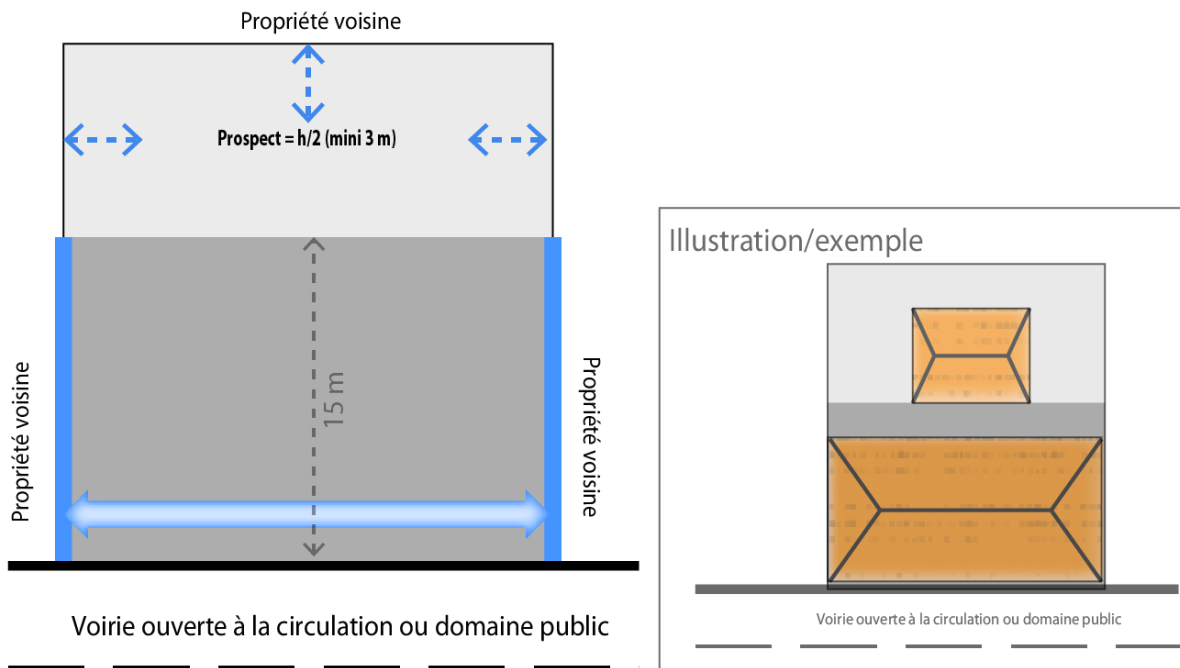 Propriété voisine
Prospect = h/2 (mini 3 m)
Propriété voisine
15 m
Propriété voisine
Voirie ouverte à la circulation ou domaine public
Illustration/exemple
Voirie ouverte à la circulation ou domaine public